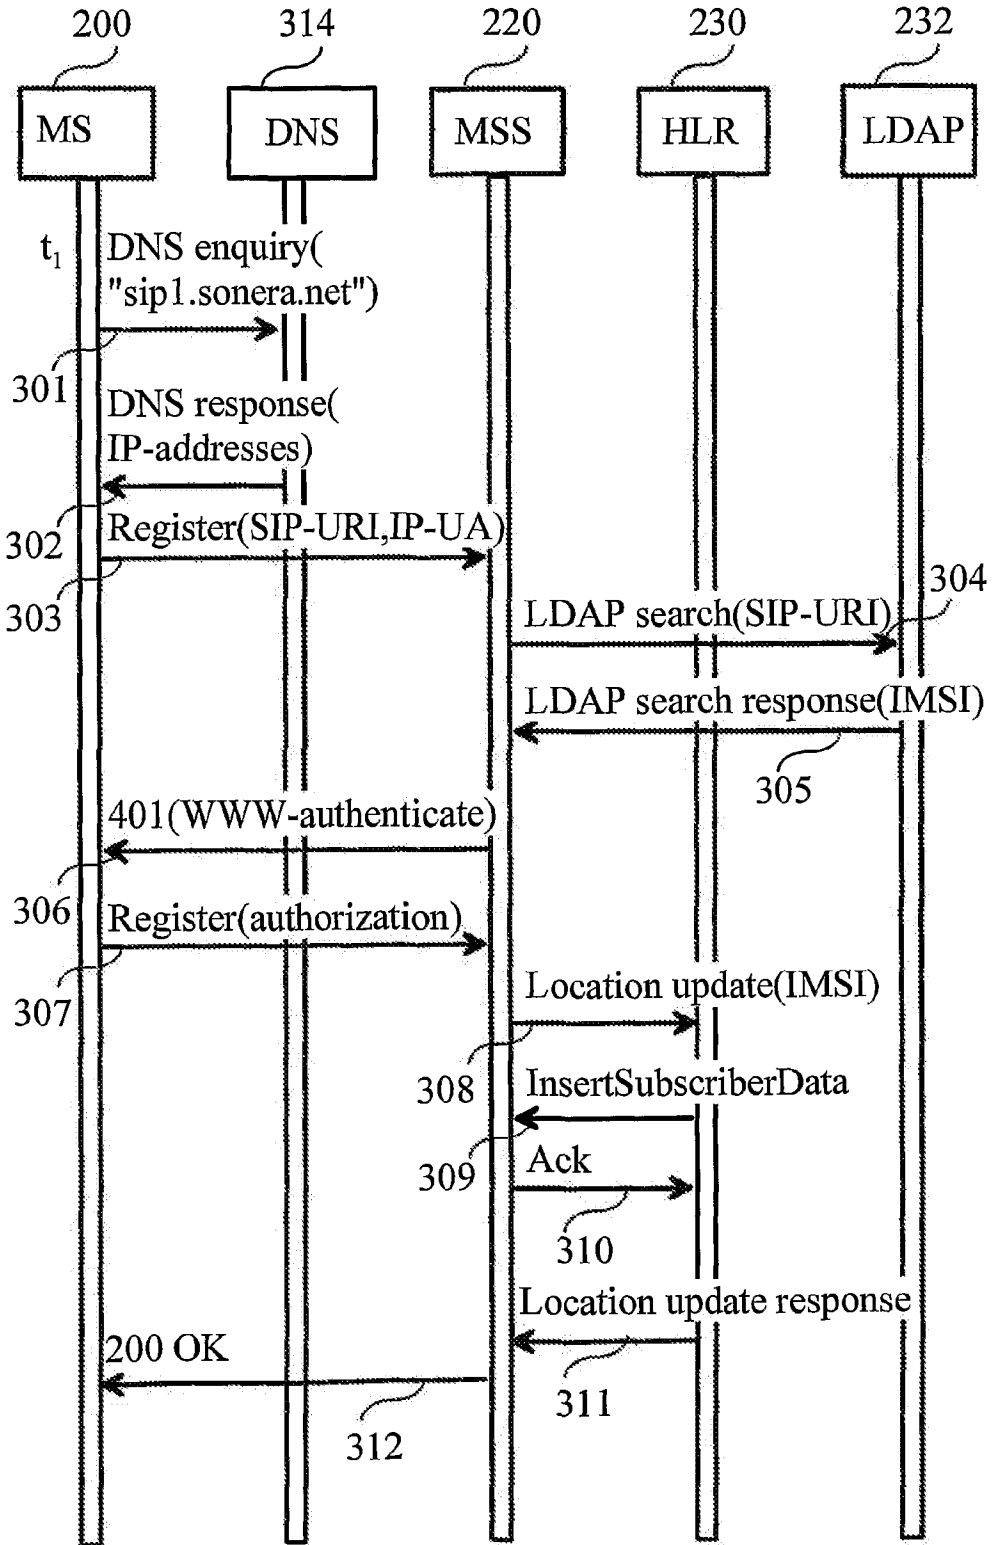 200 314 220 230 232
MS DNS MSS HLR LDAP
t1 DNS enquiry(
"sip1.sonera.net")
301
DNS response(
IP-addresses)
302
Register(SIP-URI,IP-UA)
303
304
LDAP search(SIP-URI)
LDAP search response(IMSI)
305
401(WWW-authenticate)
306
Register(authorization)
307
Location update(IMSI)
308
InsertSubscriberData
309
Ack
310
Location update response
311
200 OK
312